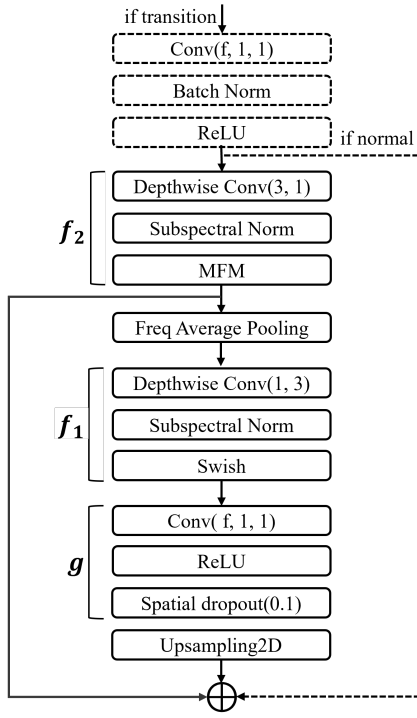 if transition
Conv(f, 1, 1)
Batch Norm
ReLU
if normal
Depthwise Conv(3, 1)
Subspectral Norm
MFM
f₂
Freq Average Pooling
Depthwise Conv(1, 3)
Subspectral Norm
Swish
f₁
Conv( f, 1, 1)
ReLU
Spatial dropout(0.1)
g
Upsampling2D